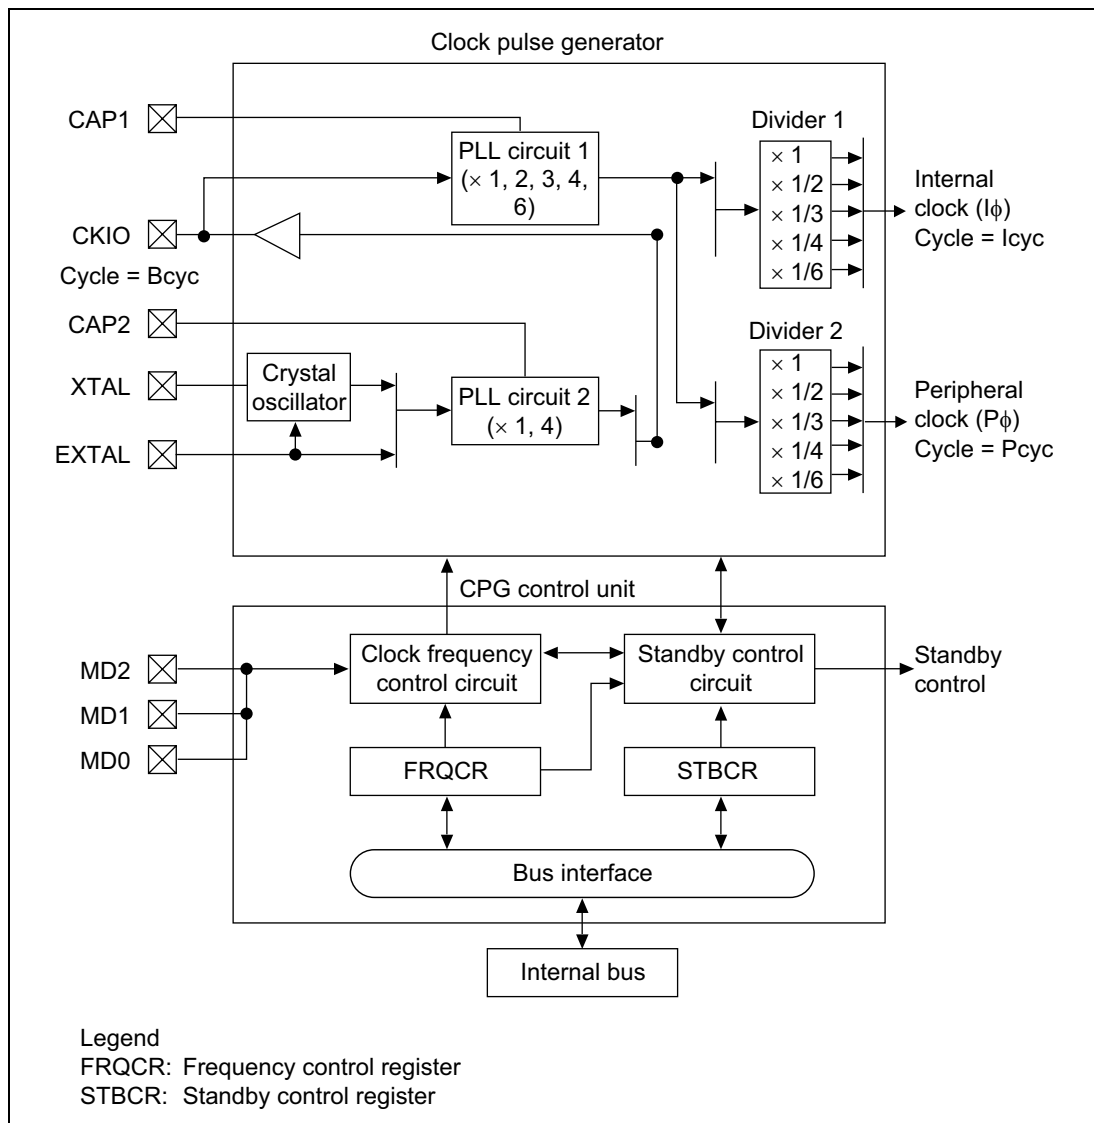 Clock pulse generator
CAP1
PLL circuit 1
(× 1, 2, 3, 4,
6)
Divider 1
× 1
× 1/2
× 1/3
× 1/4
× 1/6
Internal
clock (Iϕ)
Cycle = Icyc
CKIO
Cycle = Bcyc
CAP2
XTAL
Crystal
oscillator
EXTAL
PLL circuit 2
(× 1, 4)
Divider 2
× 1
× 1/2
× 1/3
× 1/4
× 1/6
Peripheral
clock (Pϕ)
Cycle = Pcyc
CPG control unit
MD2
MD1
MD0
Clock frequency
control circuit
Standby control
circuit
Standby
control
FRQCR
STBCR
Bus interface
Internal bus
Legend
FRQCR: Frequency control register
STBCR: Standby control register